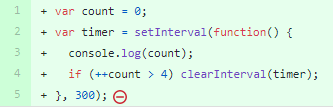 1 + var count = 0;
2 + var timer = setInterval(function() {
3 +   console.log(count);
4 +   if (++count > 4) clearInterval(timer);
5 + }, 300);